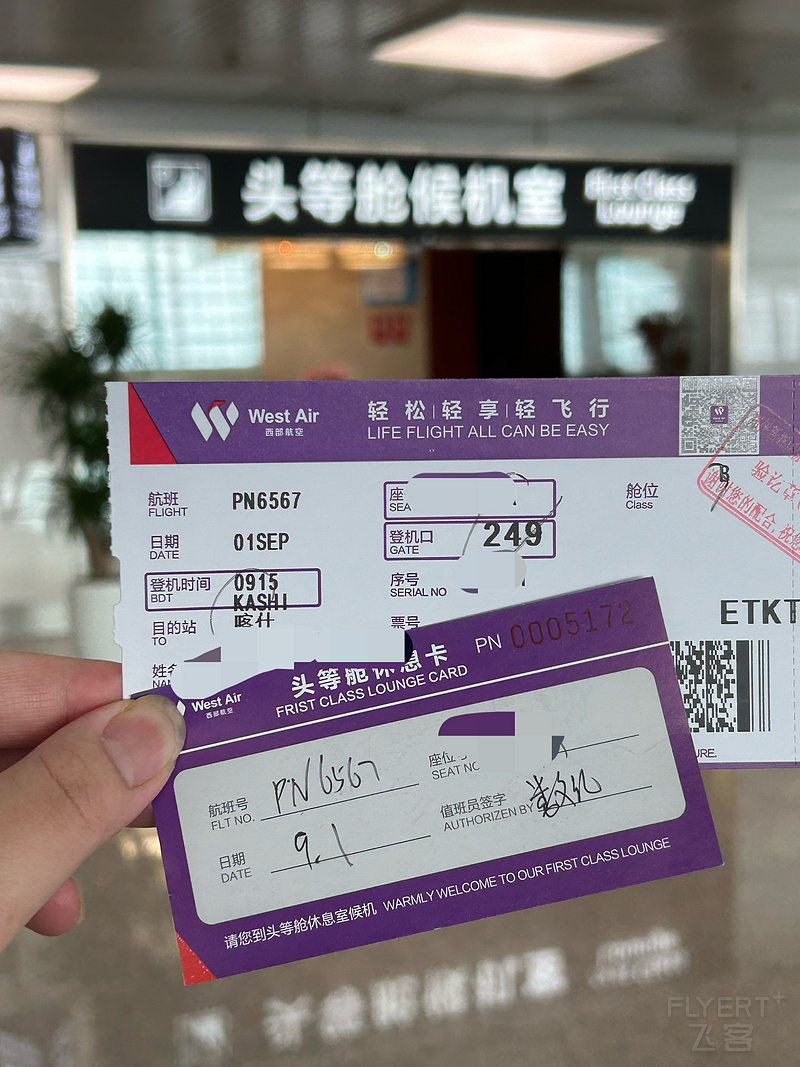 头等舱候机室 First Class Lounge
West Air
西部航空
轻松|轻享|轻飞行
LIFE FLIGHT ALL CAN BE EASY
航班 FLIGHT PN6567
座 SEA
舱位 Class
日期 DATE 01SEP
登机口 GATE 249
登机时间 BDT 0915
序号 SERIAL NO
目的站 TO KASHI 喀什
票号
ETKT
姓名
URE.
West Air
西部航空
头等舱休息卡
FRIST CLASS LOUNGE CARD
PN 0005172
航班号 FLT NO. PN6567
座位 SEAT NO
日期 DATE 9.1
值班员签字 AUTHORIZEN BY
请您到头等舱休息室候机 WARMLY WELCOME TO OUR FIRST CLASS LOUNGE
FLYERT+
飞客